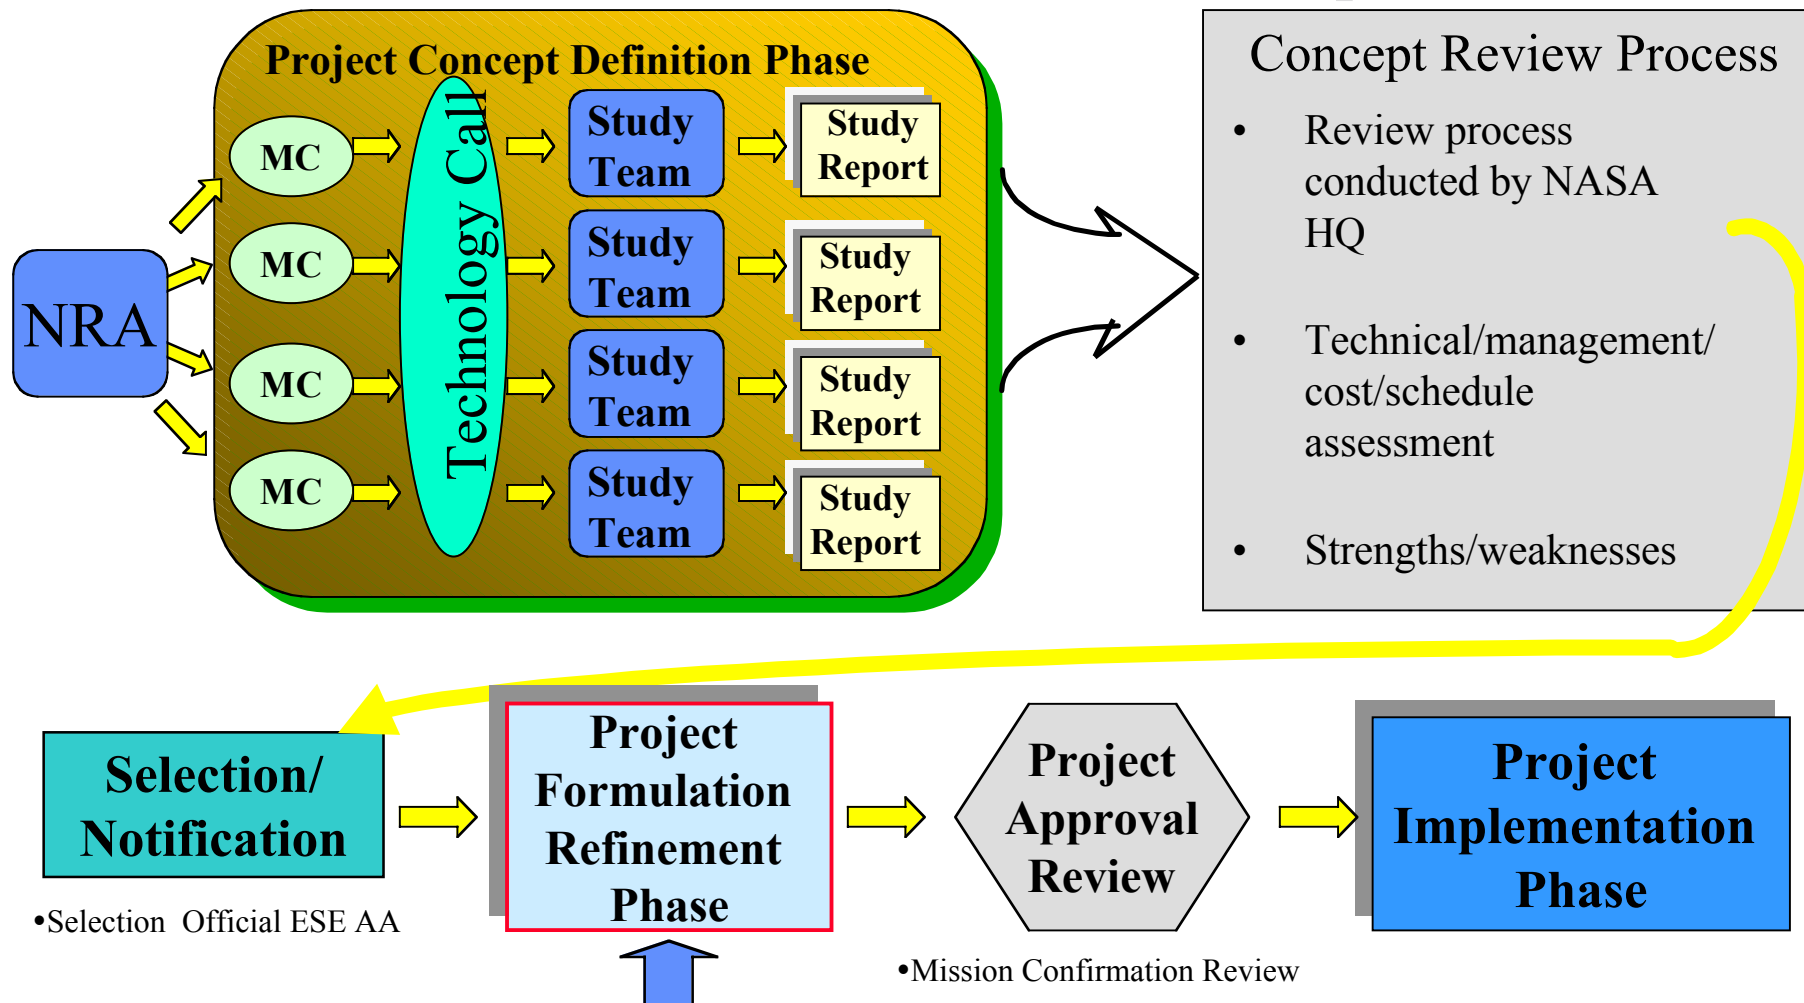 Project Concept Definition Phase
NRA
MC
MC
MC
MC
Technology Call
Study
Team
Study
Team
Study
Team
Study
Team
Study
Report
Study
Report
Study
Report
Study
Report
Concept Review Process
• Review process
conducted by NASA
HQ
• Technical/management/
cost/schedule
assessment
• Strengths/weaknesses
Selection/
Notification
•Selection Official ESE AA
Project
Formulation
Refinement
Phase
Project
Approval
Review
•Mission Confirmation Review
Project
Implementation
Phase